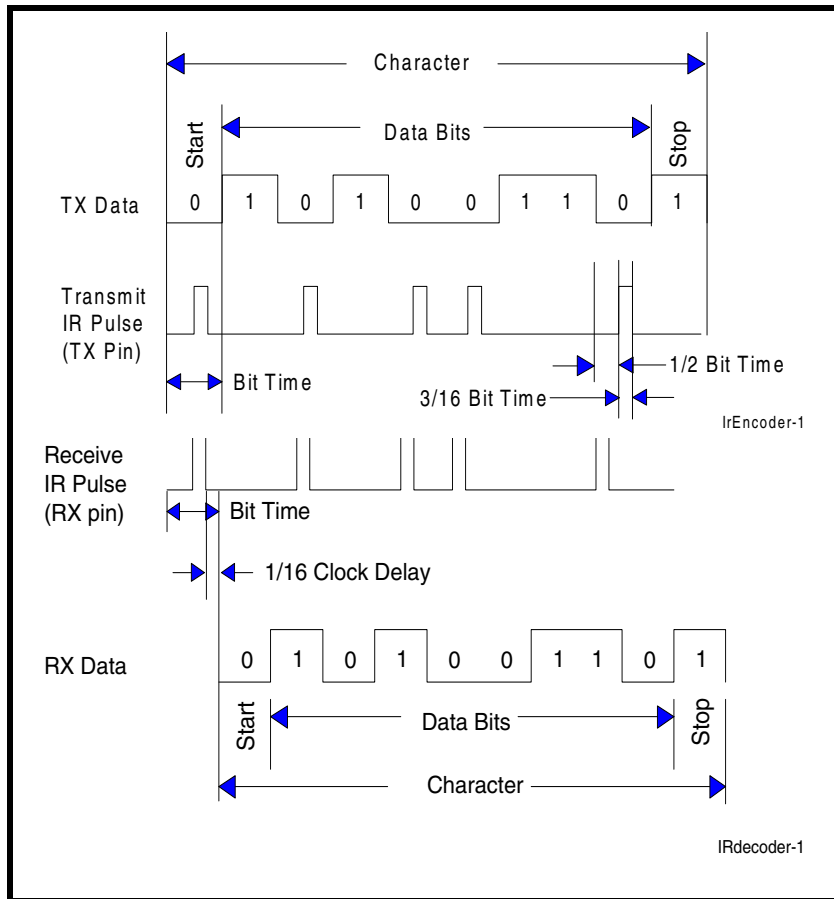 Character
Start
Data Bits
Stop
TX Data
0 1 0 1 0 0 1 1 0 1
Transmit
IR Pulse
(TX Pin)
Bit Time
1/2 Bit Time
3/16 Bit Time
IrEncoder-1
Receive
IR Pulse
(RX pin)
Bit Time
1/16 Clock Delay
RX Data
0 1 0 1 0 0 1 1 0 1
Start
Data Bits
Stop
Character
IRdecoder-1